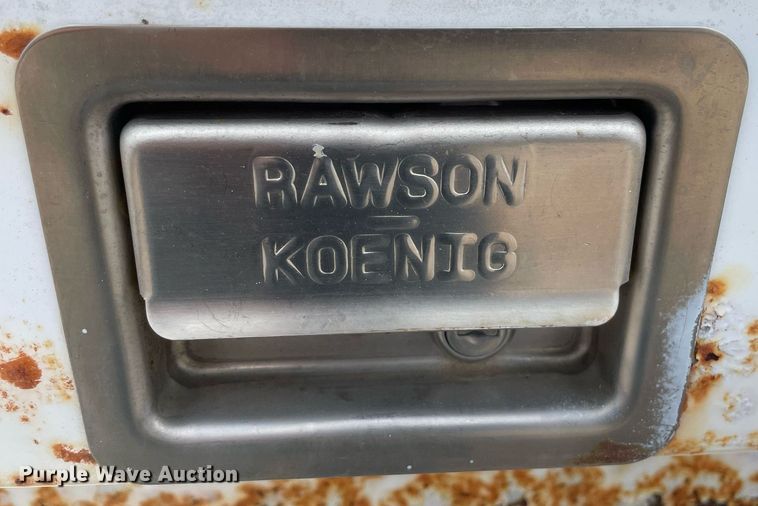 RAWSON
-
KOENIG
Purple Wave Auction